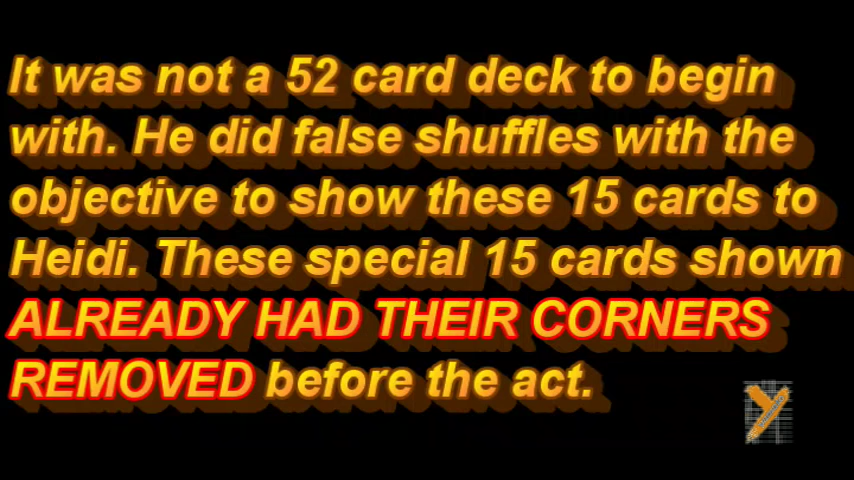 It was not a 52 card deck to begin
with. He did false shuffles with the
objective to show these 15 cards to
Heidi. These special 15 cards shown
ALREADY HAD THEIR CORNERS
REMOVED before the act.